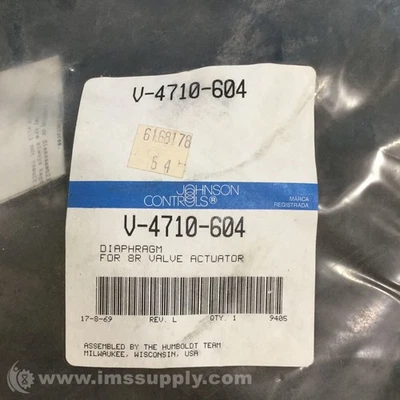 V-4710-604
6168178
54
JOHNSON
CONTROLS®
MARCA
REGISTRADA
V-4710-604
DIAPHRAGM
FOR 8R VALVE ACTUATOR
17-8-69 REV. L QTY. 1 9405
ASSEMBLED BY THE HUMBOLDT TEAM
MILWAUKEE, WISCONSIN, USA
www.imssupply.com